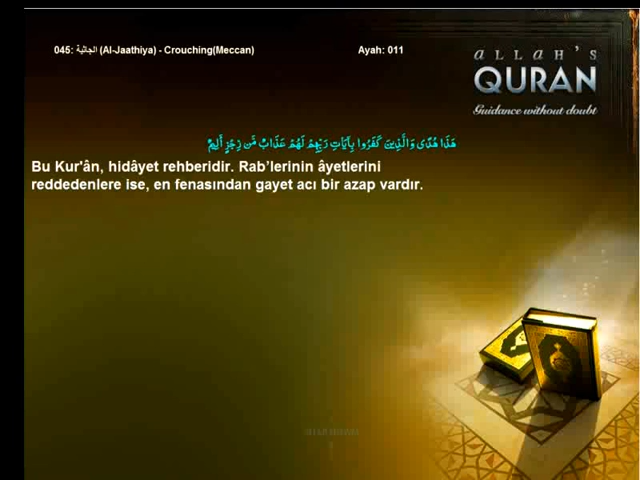 045: الجاثية (Al-Jaathiya) - Crouching(Meccan) Ayah: 011
ALLAH'S
QURAN
Guidance without doubt
هَذَا هُدًى وَالَّذِينَ كَفَرُوا بِآيَاتِ رَبِّهِمْ لَهُمْ عَذَابٌ مَّن رِّجْزٍ أَلِيمٌ
Bu Kur'ân, hidâyet rehberidir. Rab'lerinin âyetlerini
reddedenlere ise, en fenasından gayet acı bir azap vardır.